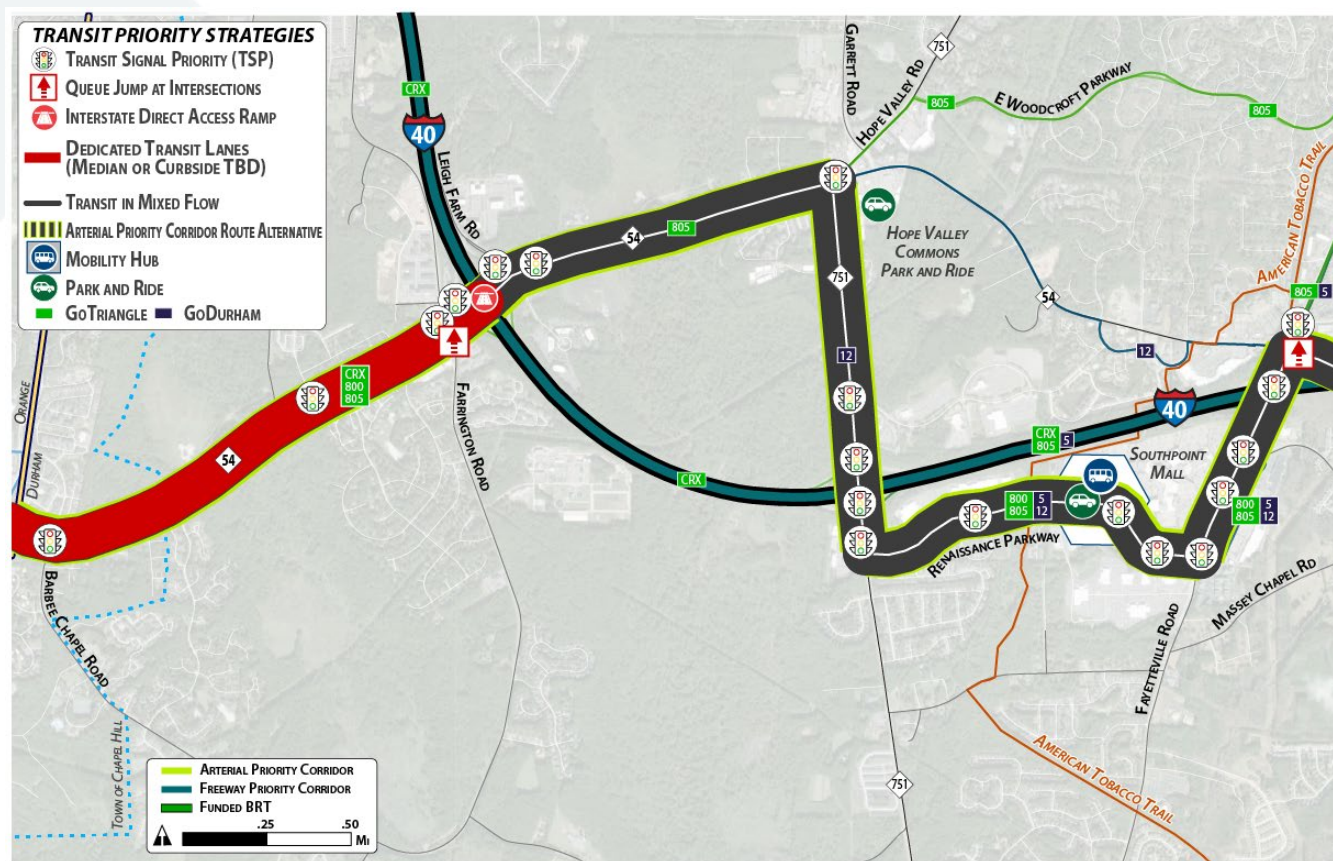 TRANSIT PRIORITY STRATEGIES
TRANSIT SIGNAL PRIORITY (TSP)
QUEUE JUMP AT INTERSECTIONS
INTERSTATE DIRECT ACCESS RAMP
DEDICATED TRANSIT LANES
(MEDIAN OR CURBSIDE TBD)
TRANSIT IN MIXED FLOW
ARTERIAL PRIORITY CORRIDOR ROUTE ALTERNATIVE
MOBILITY HUB
PARK AND RIDE
GOTRIANGLE GODURHAM
CRX
40
LEIGH FARM RD
GARRETT ROAD
HOPE VALLEY RD
751
805
E WOODCROFT PARKWAY
805
AMERICAN TOBACCO TRAIL
54
805
HOPE VALLEY
COMMONS
PARK AND RIDE
751
54
805 5
12
12
CRX
800
805
FARRINGTON ROAD
ORANGE
DURHAM
54
40
CRX
805 5
CRX
SOUTHPOINT
MALL
800 5
805 12
800 5
805 12
RENAISSANCE PARKWAY
MASSEY CHAPEL RD
FAYETTEVILLE ROAD
BARBEE CHAPEL ROAD
TOWN OF CHAPEL HILL
AMERICAN TOBACCO TRAIL
751
ARTERIAL PRIORITY CORRIDOR
FREEWAY PRIORITY CORRIDOR
FUNDED BRT
.25 .50
MI